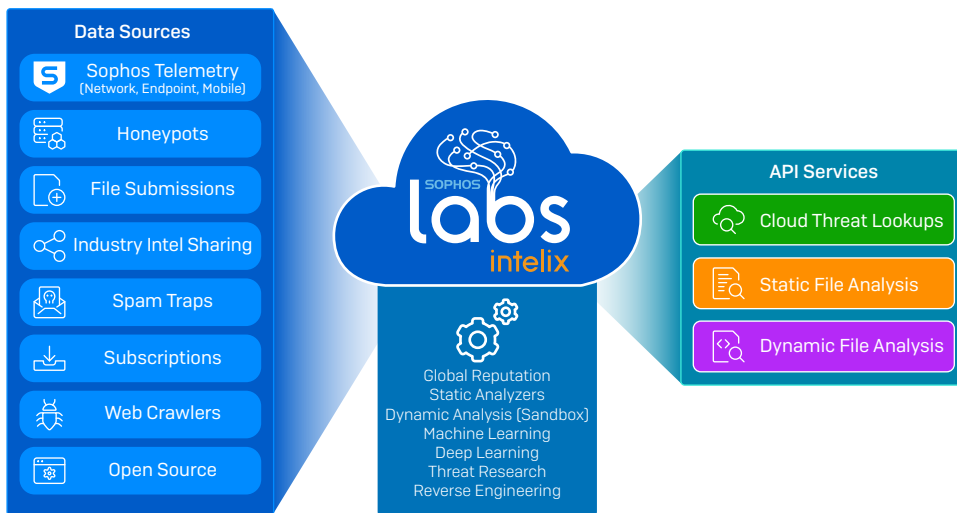 Data Sources
Sophos Telemetry
(Network, Endpoint, Mobile)
Honeypots
File Submissions
Industry Intel Sharing
Spam Traps
Subscriptions
Web Crawlers
Open Source
SOPHOS
labs
intelix
Global Reputation
Static Analyzers
Dynamic Analysis (Sandbox)
Machine Learning
Deep Learning
Threat Research
Reverse Engineering
API Services
Cloud Threat Lookups
Static File Analysis
Dynamic File Analysis